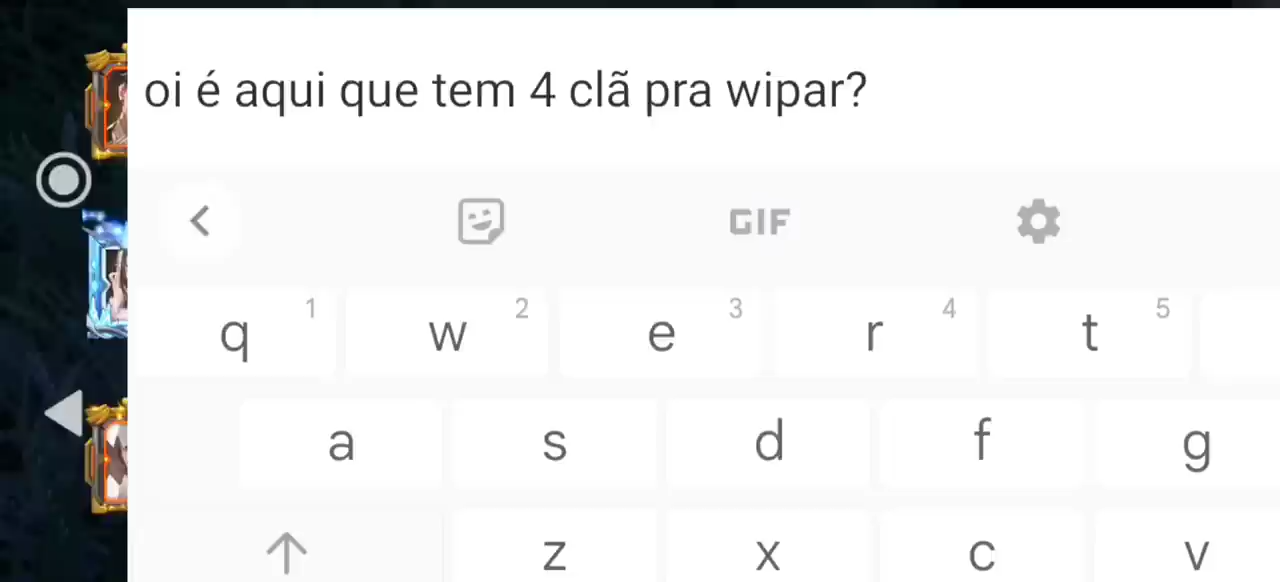 oi é aqui que tem 4 clã pra wipar?
GIF
q 1 w 2 e 3 r 4 t 5
a s d f g
z x c v